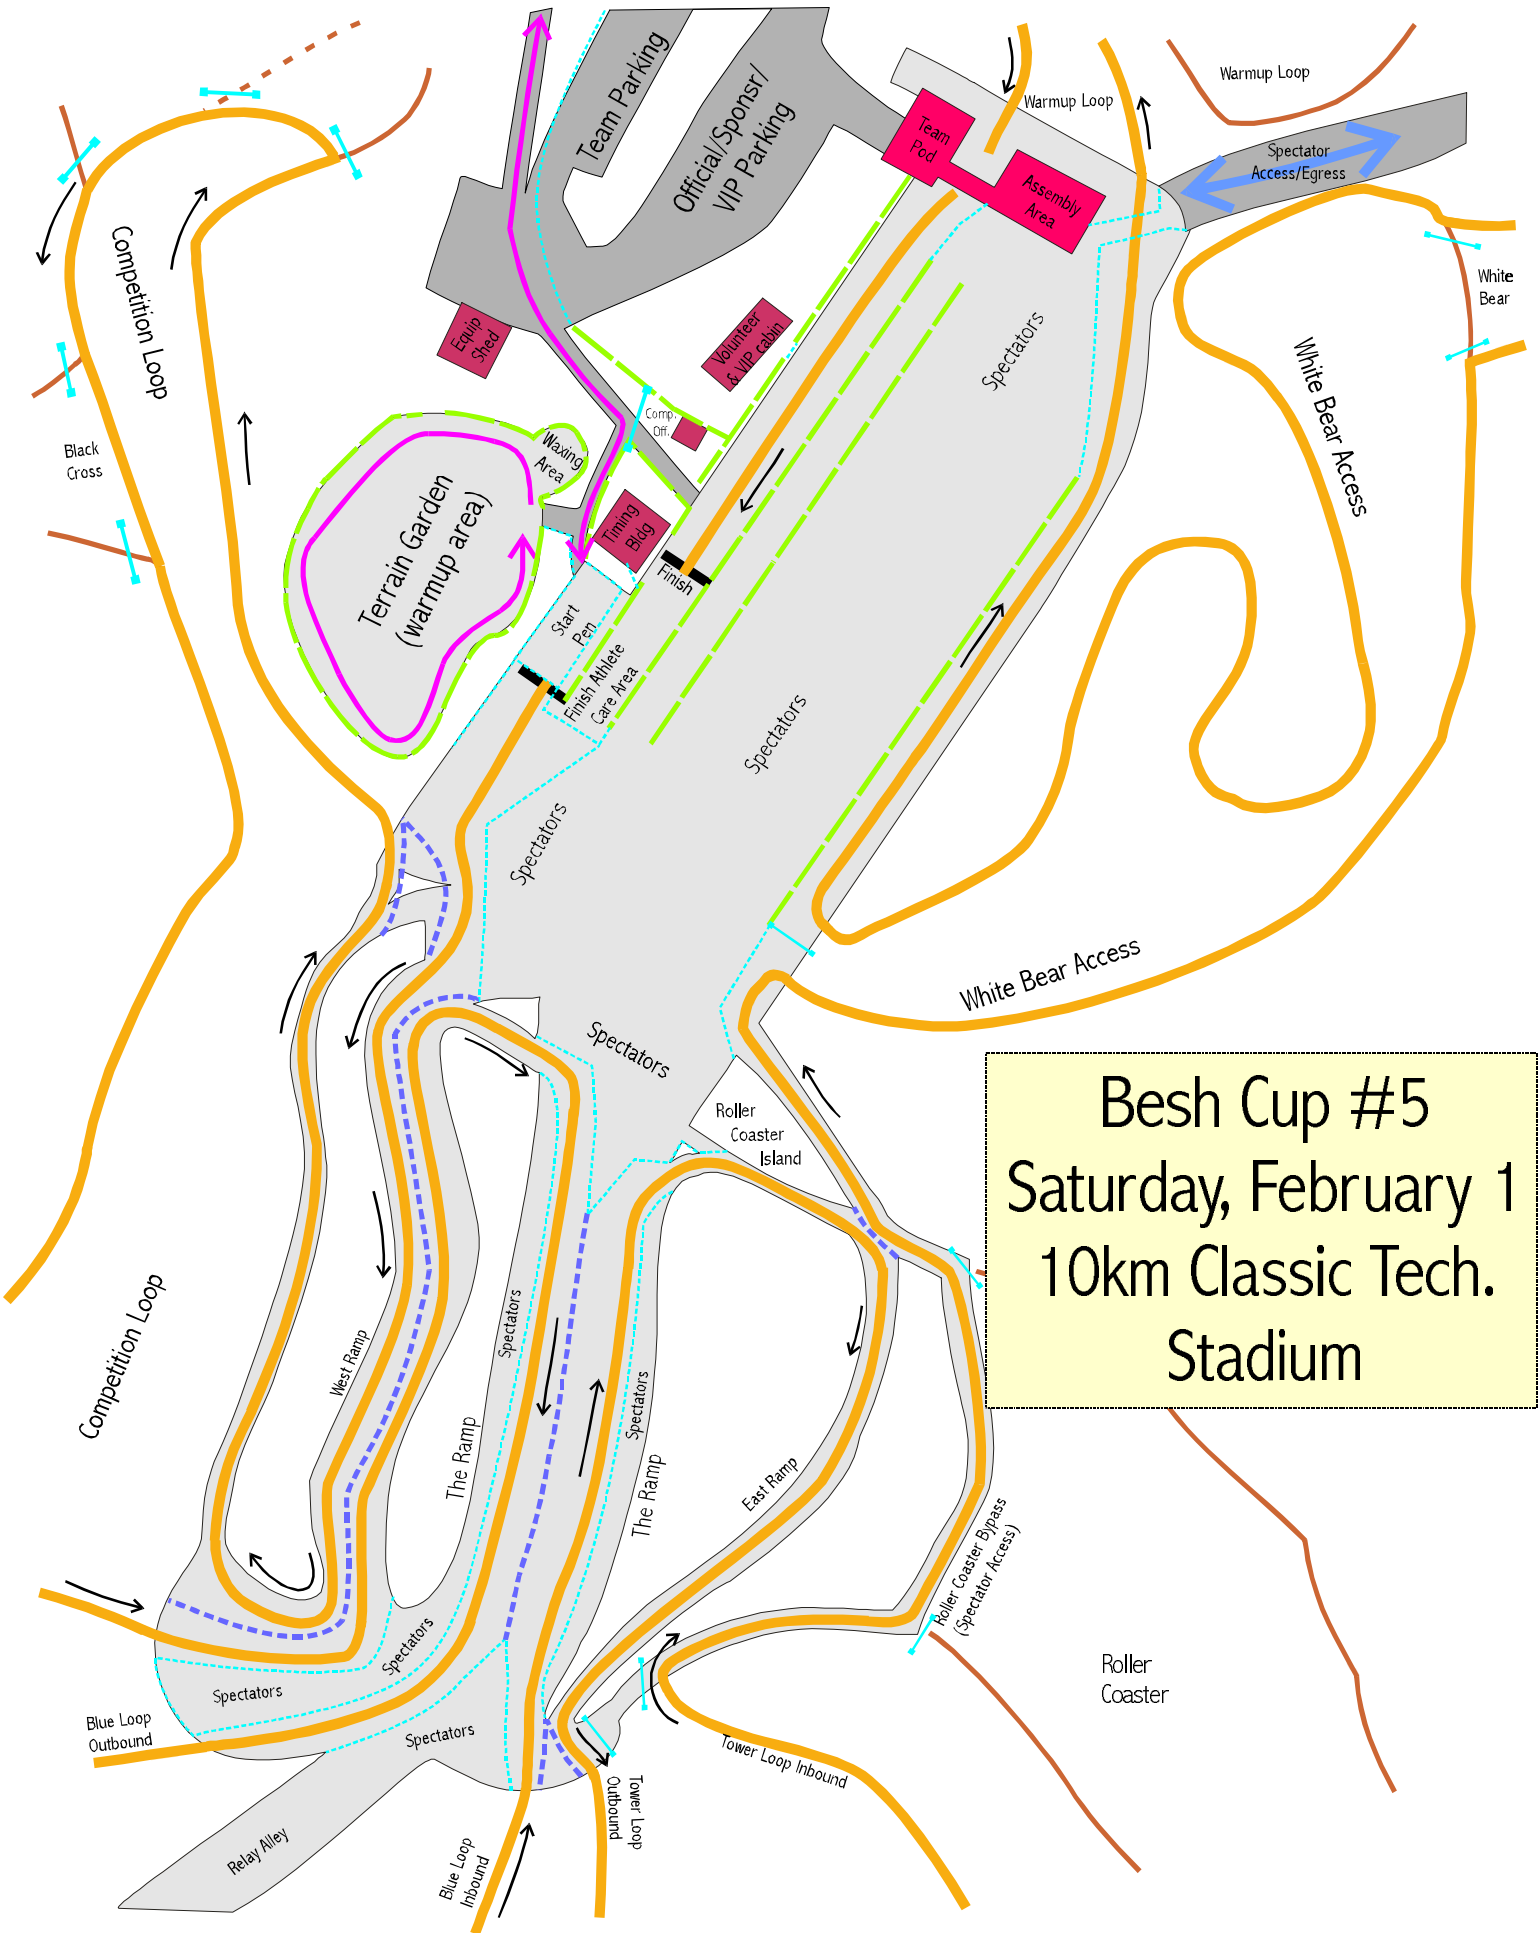 Team Parking
Official/Sponsr/
VIP Parking
Team
Pod
Warmup Loop
Warmup Loop
Assembly
Area
Spectator
Access/Egress
White
Bear
Competition Loop
Equip
Shed
Volunteer
& VIP cabin
Comp.
Off.
Spectators
White Bear Access
Black
Cross
Waxing
Area
Terrain Garden
(warmup area)
Timing
Bldg
Finish
Start
Pen
Finish Athlete
Care Area
Spectators
Spectators
White Bear Access
Spectators
Roller
Coaster
Island
Besh Cup #5
Saturday, February 1
10km Classic Tech.
Stadium
Competition Loop
West Ramp
Spectators
Spectators
The Ramp
The Ramp
East Ramp
Roller Coaster Bypass
(Spectator Access)
Spectators
Spectators
Spectators
Roller
Coaster
Blue Loop
Outbound
Tower Loop Inbound
Tower Loop
Outbound
Relay Alley
Blue Loop
Inbound